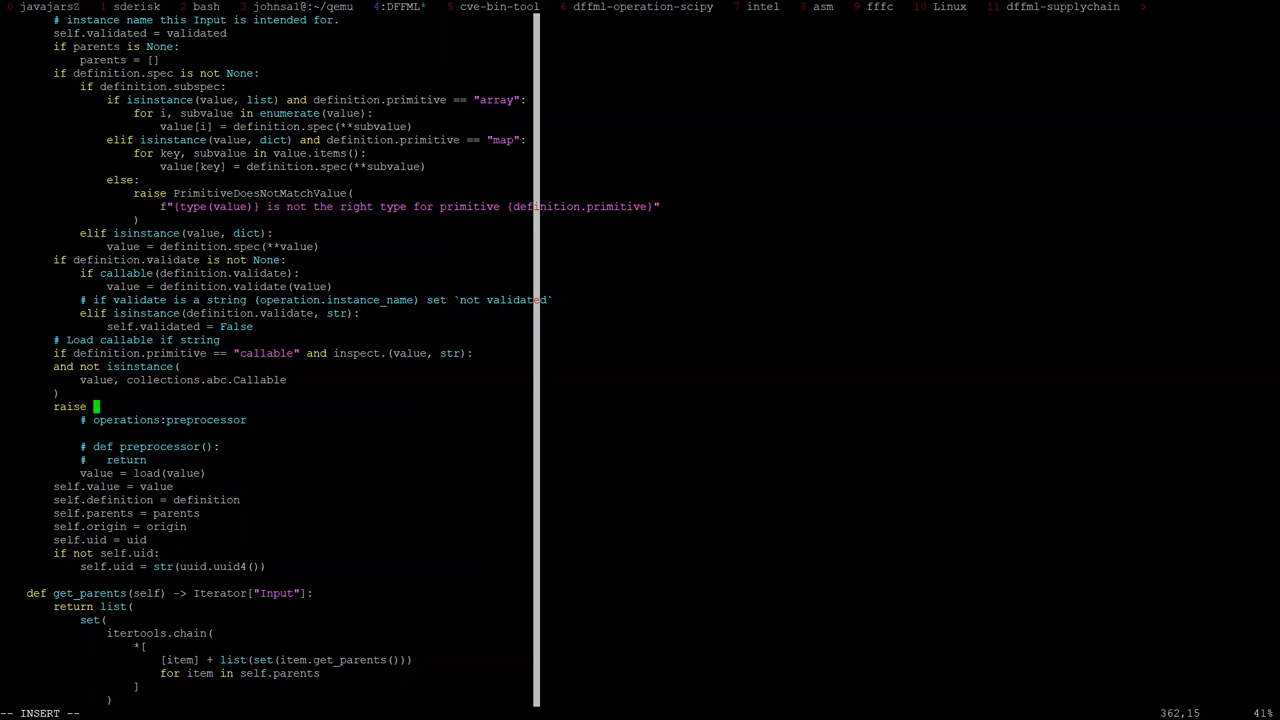 0 javajarsZ  1 sderisk  2 bash  3 johnsal@:~/qemu  4:DFFML*  5 cve-bin-tool  6 dffml-operation-scipy  7 intel  8 asm  9 fffc  10 Linux  11 dffml-supplychain  >
# instance name this Input is intended for.
self.validated = validated
if parents is None:
parents = []
if definition.spec is not None:
if definition.subspec:
if isinstance(value, list) and definition.primitive == "array":
for i, subvalue in enumerate(value):
value[i] = definition.spec(**subvalue)
elif isinstance(value, dict) and definition.primitive == "map":
for key, subvalue in value.items():
value[key] = definition.spec(**subvalue)
else:
raise PrimitiveDoesNotMatchValue(
f"{type(value)} is not the right type for primitive {definition.primitive}"
)
elif isinstance(value, dict):
value = definition.spec(**value)
if definition.validate is not None:
if callable(definition.validate):
value = definition.validate(value)
# if validate is a string (operation.instance_name) set `not validated`
elif isinstance(definition.validate, str):
self.validated = False
# Load callable if string
if definition.primitive == "callable" and inspect.(value, str):
and not isinstance(
value, collections.abc.Callable
)
raise
# operations:preprocessor
# def preprocessor():
#   return
value = load(value)
self.value = value
self.definition = definition
self.parents = parents
self.origin = origin
self.uid = uid
if not self.uid:
self.uid = str(uuid.uuid4())
def get_parents(self) -> Iterator["Input"]:
return list(
set(
itertools.chain(
*[
[item] + list(set(item.get_parents()))
for item in self.parents
]
)
-- INSERT --  362,15  41%